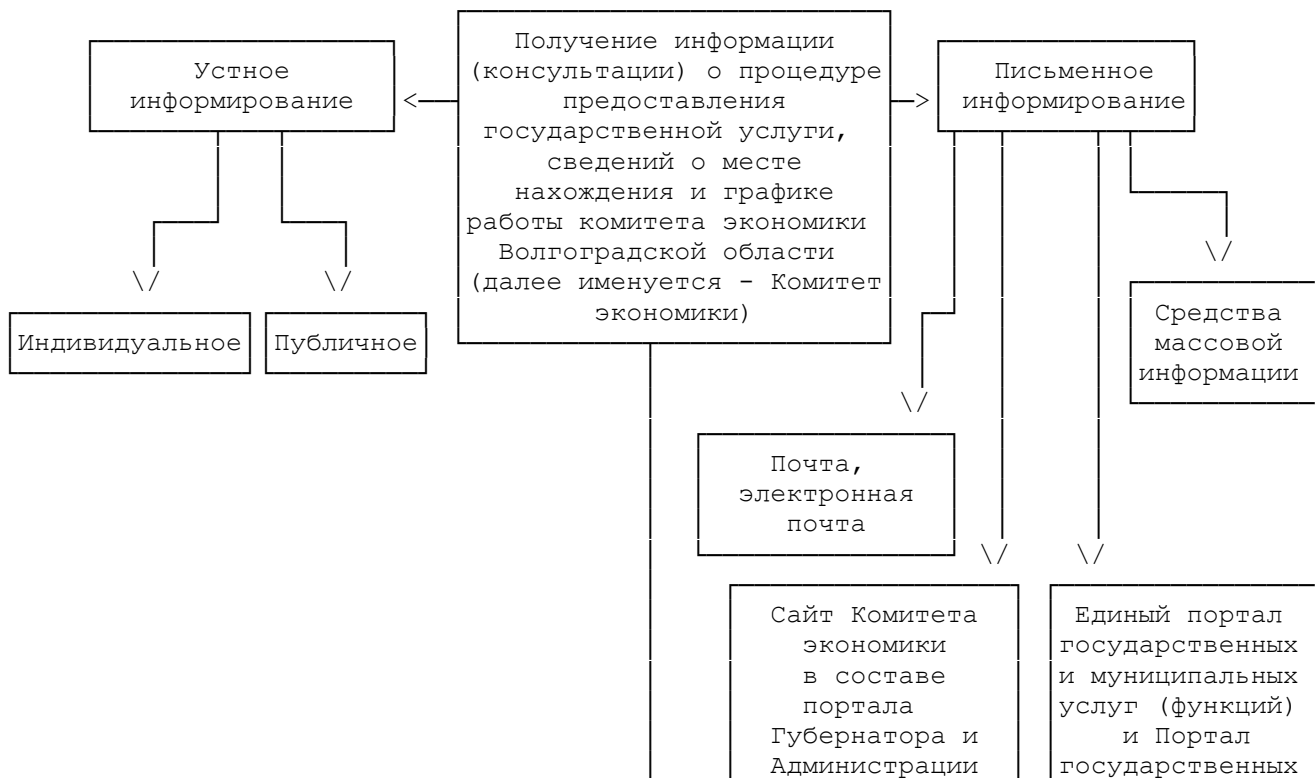 Получение информации
(консультации) о процедуре
предоставления
государственной услуги,
сведений о месте
нахождения и графике
работы комитета экономики
Волгоградской области
(далее именуется - Комитет
экономики)
Устное
информирование
Письменное
информирование
Индивидуальное
Публичное
Средства
массовой
информации
Почта,
электронная
почта
Сайт Комитета
экономики
в составе
портала
Губернатора и
Администрации
Единый портал
государственных
и муниципальных
услуг (функций)
и Портал
государственных